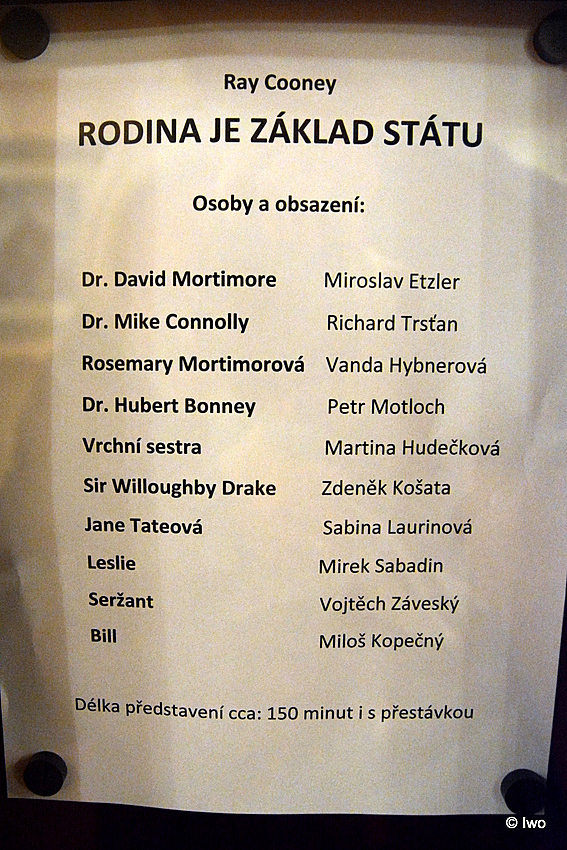 Ray Cooney
RODINA JE ZÁKLAD STÁTU
Osoby a obsazení:
Dr. David Mortimore Miroslav Etzler
Dr. Mike Connolly Richard Trsťan
Rosemary Mortimorová Vanda Hybnerová
Dr. Hubert Bonney Petr Motloch
Vrchní sestra Martina Hudečková
Sir Willoughby Drake Zdeněk Košata
Jane Tateová Sabina Laurinová
Leslie Mirek Sabadin
Seržant Vojtěch Záveský
Bill Miloš Kopečný
Délka představení cca: 150 minut i s přestávkou
© Iwo